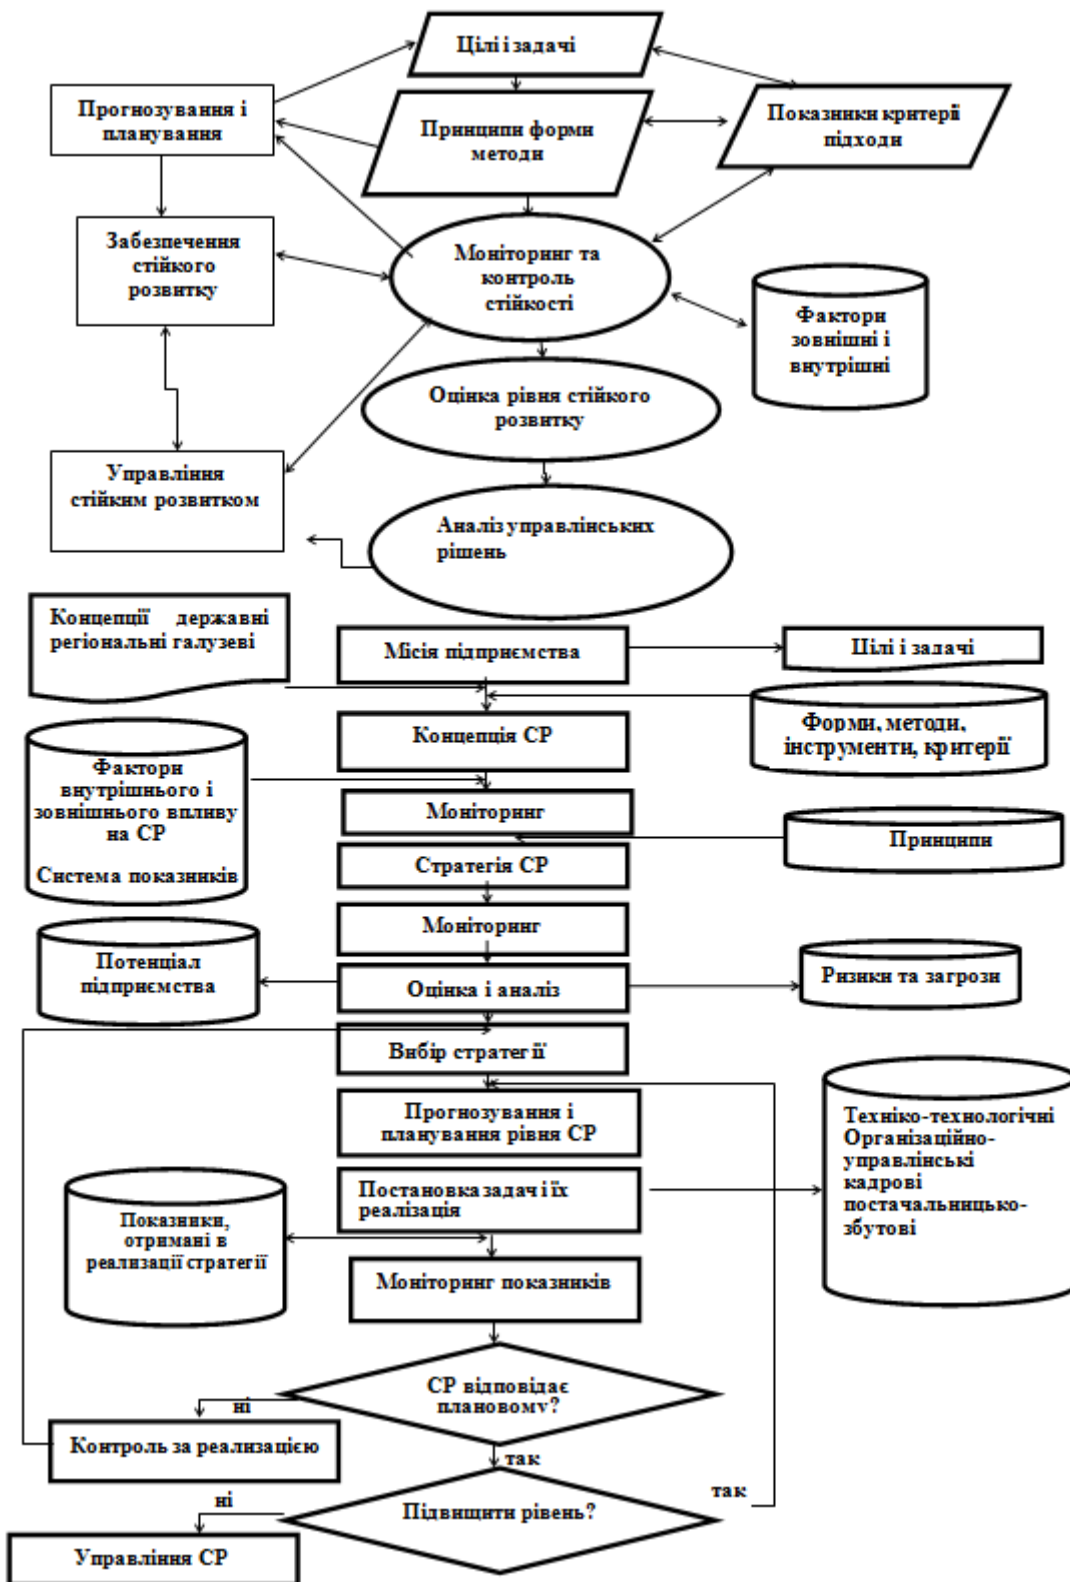 Цілі і задачі
Прогнозування і
планування
Принципи форми
методи
Показники критерії
підходи
Забезпечення
стійкого
розвитку
Моніторинг та
контроль
стійкості
Фактори
зовнішні і
внутрішні
Оцінка рівня стійкого
розвитку
Управління
стійким розвитком
Аналіз управлінських
рішень
Концепції державні
регіональні галузеві
Місія підприємства
Цілі і задачі
Концепція СР
Форми, методи,
інструменти, критерії
Фактори
внутрішнього і
зовнішнього впливу
на СР
Система показників
Моніторинг
Принципи
Стратегія СР
Моніторинг
Потенціал
підприємства
Оцінка і аналіз
Ризики та загрози
Вибір стратегії
Прогнозування і
планування рівня СР
Техніко-технологічні
Організаційно-
управлінські
кадрові
постачальницько-
збутові
Постановка задач і їх
реалізація
Показники,
отримані в
реализації стратегії
Моніторинг показників
СР відповідає
плановому?
ні
Контроль за реализацією
так
ні
Підвищити рівень?
так
Управління СР